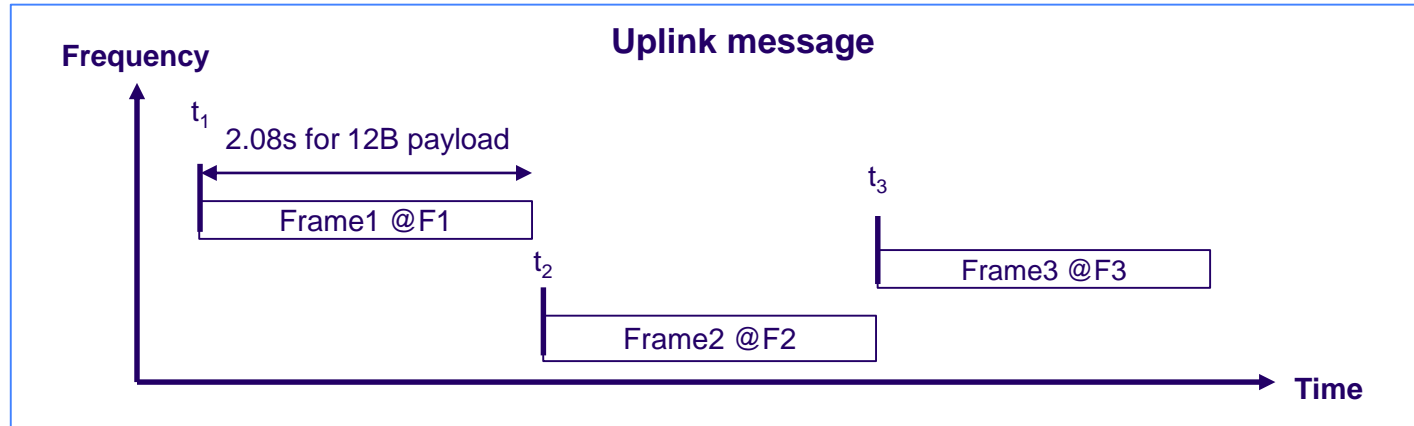 Uplink message
Frequency
t₁
2.08s for 12B payload
t₃
Frame1 @F1
t₂
Frame3 @F3
Frame2 @F2
Time